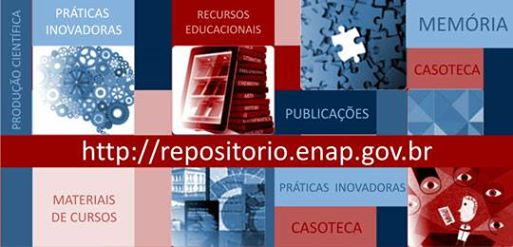 PRODUÇÃO CIENTÍFICA
PRÁTICAS
INOVADORAS
RECURSOS
EDUCACIONAIS
MEMÓRIA
CASOTECA
PUBLICAÇÕES
http://repositorio.enap.gov.br
MATERIAIS
DE CURSOS
PRÁTICAS INOVADORAS
CASOTECA